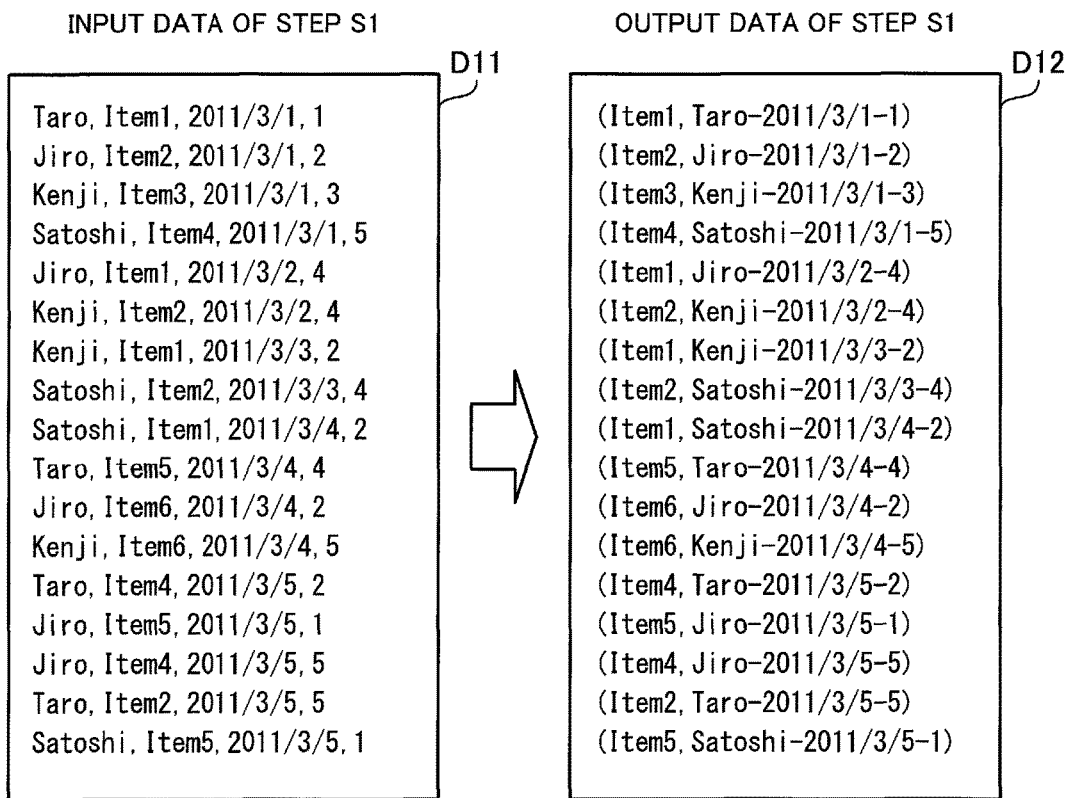 INPUT DATA OF STEP S1
D11
Taro, Item1, 2011/3/1, 1
Jiro, Item2, 2011/3/1, 2
Kenji, Item3, 2011/3/1, 3
Satoshi, Item4, 2011/3/1, 5
Jiro, Item1, 2011/3/2, 4
Kenji, Item2, 2011/3/2, 4
Kenji, Item1, 2011/3/3, 2
Satoshi, Item2, 2011/3/3, 4
Satoshi, Item1, 2011/3/4, 2
Taro, Item5, 2011/3/4, 4
Jiro, Item6, 2011/3/4, 2
Kenji, Item6, 2011/3/4, 5
Taro, Item4, 2011/3/5, 2
Jiro, Item5, 2011/3/5, 1
Jiro, Item4, 2011/3/5, 5
Taro, Item2, 2011/3/5, 5
Satoshi, Item5, 2011/3/5, 1
OUTPUT DATA OF STEP S1
D12
(Item1, Taro-2011/3/1-1)
(Item2, Jiro-2011/3/1-2)
(Item3, Kenji-2011/3/1-3)
(Item4, Satoshi-2011/3/1-5)
(Item1, Jiro-2011/3/2-4)
(Item2, Kenji-2011/3/2-4)
(Item1, Kenji-2011/3/3-2)
(Item2, Satoshi-2011/3/3-4)
(Item1, Satoshi-2011/3/4-2)
(Item5, Taro-2011/3/4-4)
(Item6, Jiro-2011/3/4-2)
(Item6, Kenji-2011/3/4-5)
(Item4, Taro-2011/3/5-2)
(Item5, Jiro-2011/3/5-1)
(Item4, Jiro-2011/3/5-5)
(Item2, Taro-2011/3/5-5)
(Item5, Satoshi-2011/3/5-1)